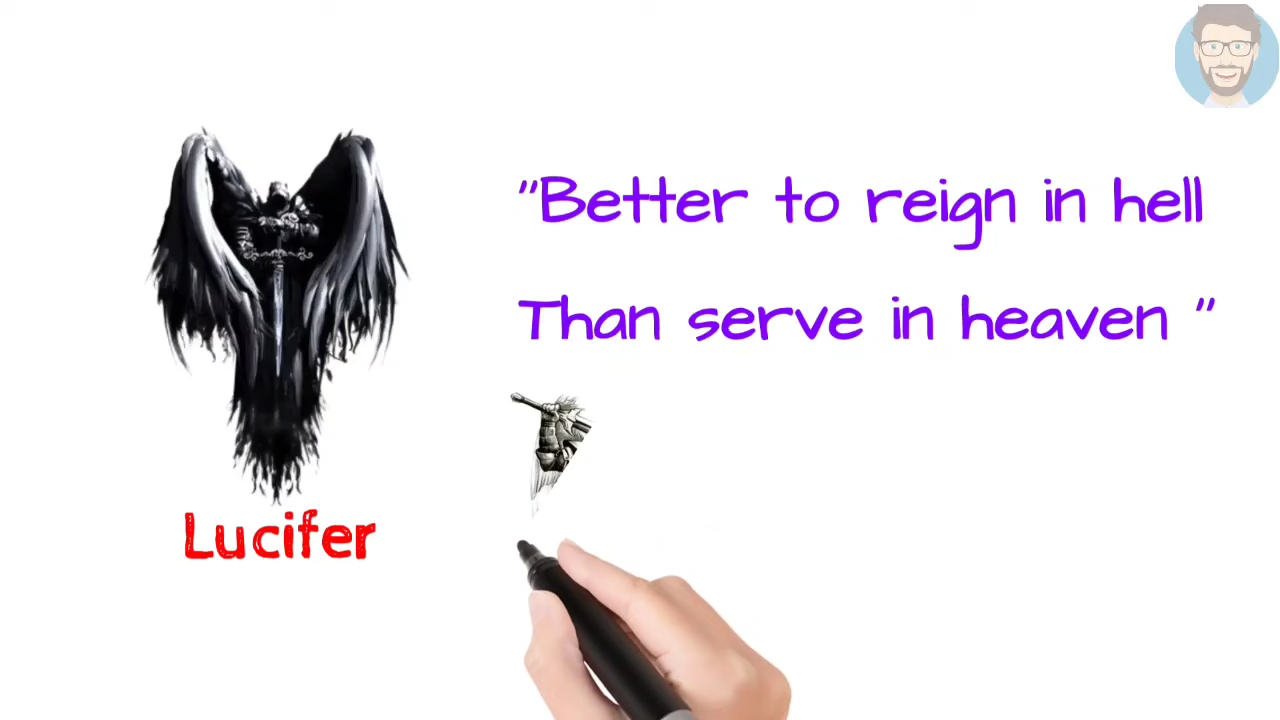 "Better to reign in hell
Than serve in heaven "
Lucifer